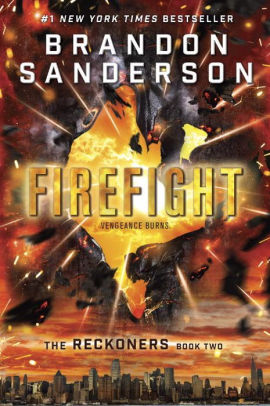 #1 NEW YORK TIMES BESTSELLER
BRANDON
SANDERSON
FIREFIGHT
VENGEANCE BURNS
THE RECKONERS BOOK TWO